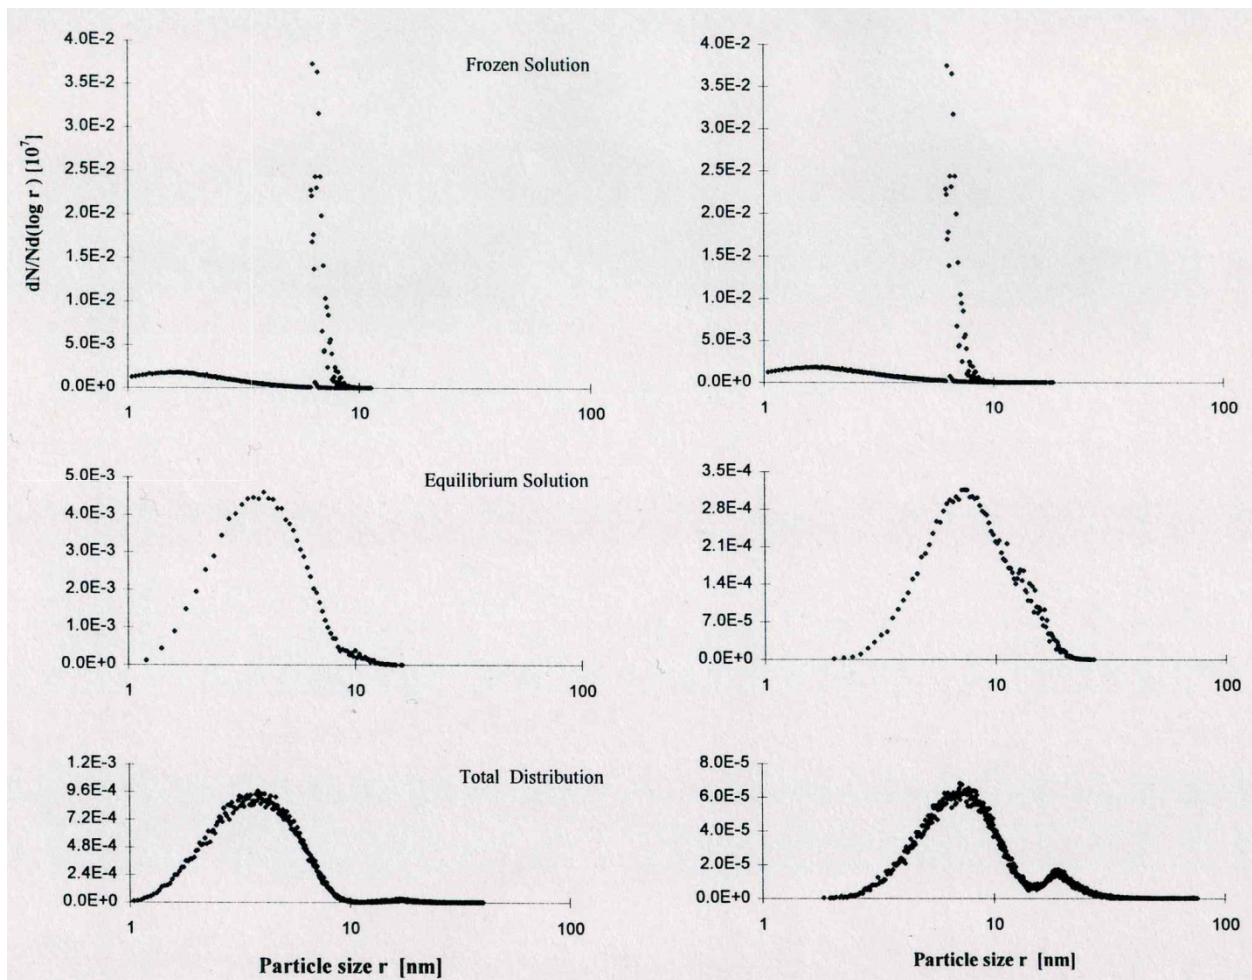 4.0E-2
3.5E-2
3.0E-2
2.5E-2
2.0E-2
1.5E-2
1.0E-2
5.0E-3
0.0E+0
dN/Nd(log r ) [10⁷]
Frozen Solution
1 10 100
4.0E-2
3.5E-2
3.0E-2
2.5E-2
2.0E-2
1.5E-2
1.0E-2
5.0E-3
0.0E+0
1 10 100
5.0E-3
4.0E-3
3.0E-3
2.0E-3
1.0E-3
0.0E+0
Equilibrium Solution
1 10 100
3.5E-4
2.8E-4
2.1E-4
1.4E-4
7.0E-5
0.0E+0
1 10 100
1.2E-3
9.6E-4
7.2E-4
4.8E-4
2.4E-4
0.0E+0
Total Distribution
1 10 100
Particle size r [nm]
8.0E-5
6.0E-5
4.0E-5
2.0E-5
0.0E+0
1 10 100
Particle size r [nm]